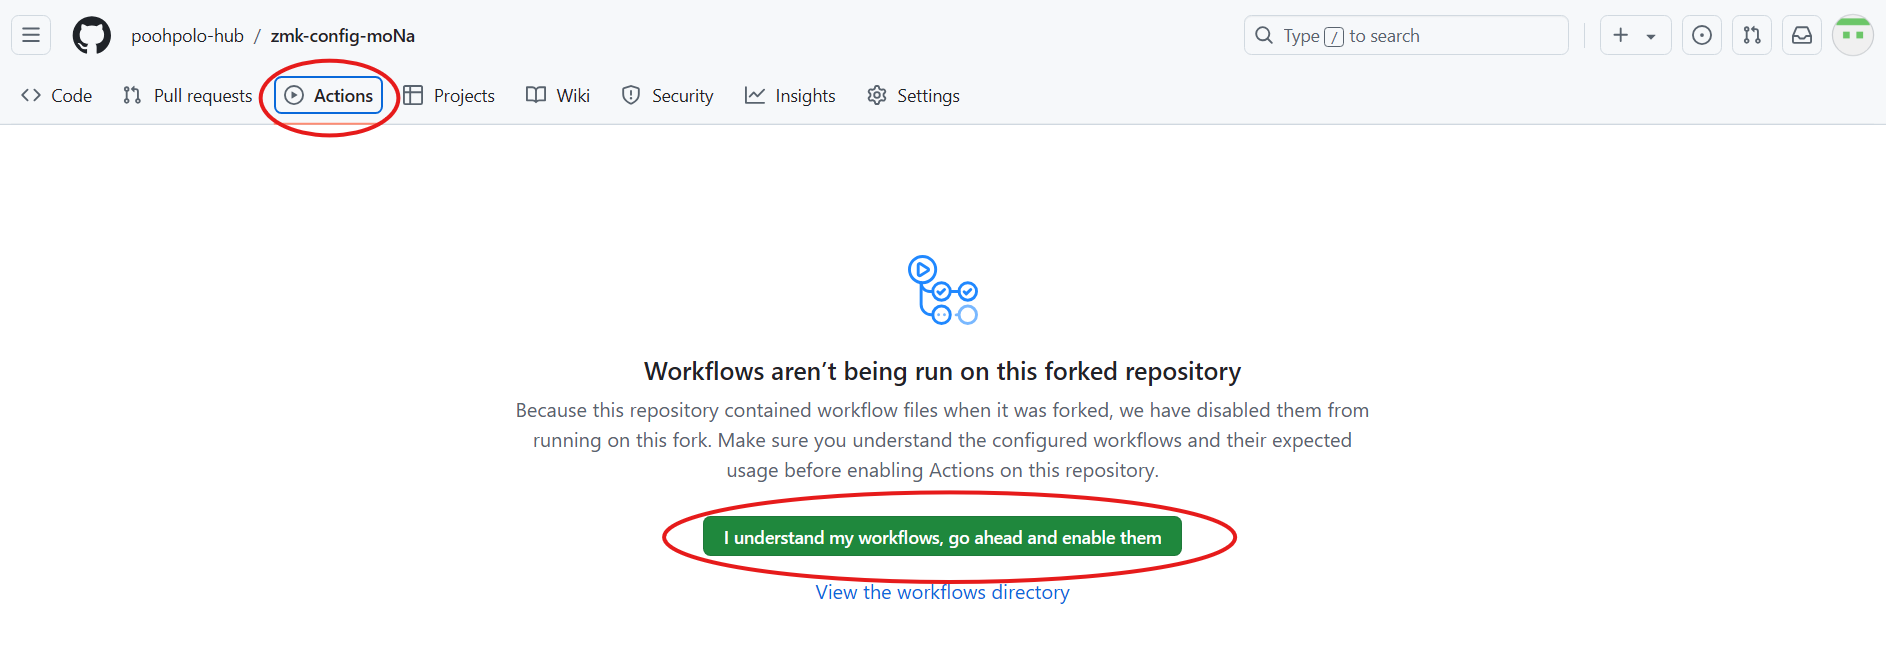 poohpolo-hub / zmk-config-moNa
Type / to search
Code Pull requests Actions Projects Wiki Security Insights Settings
Workflows aren’t being run on this forked repository
Because this repository contained workflow files when it was forked, we have disabled them from
running on this fork. Make sure you understand the configured workflows and their expected
usage before enabling Actions on this repository.
I understand my workflows, go ahead and enable them
View the workflows directory